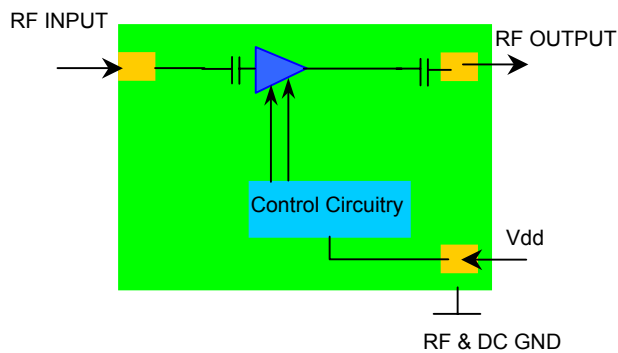 RF INPUT
RF OUTPUT
Control Circuitry
Vdd
RF & DC GND